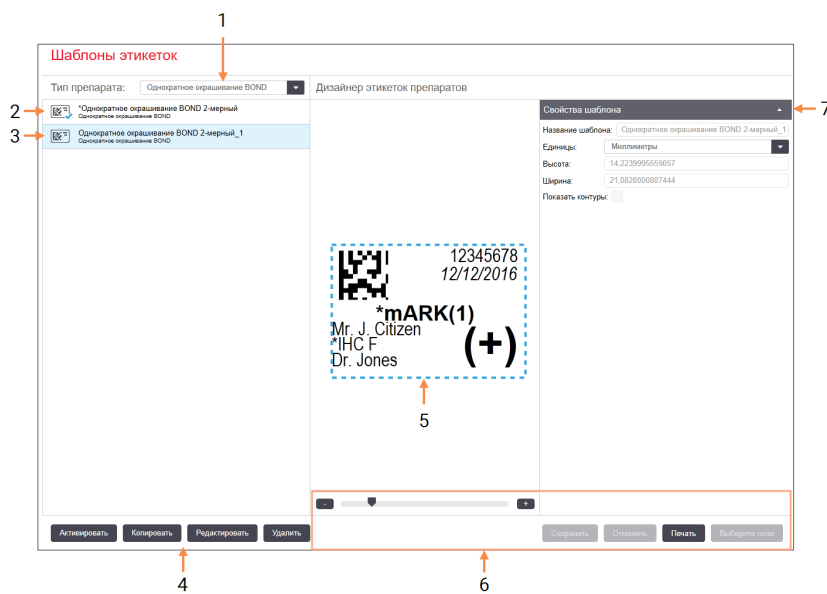 1
Шаблоны этикеток
Тип препарата: Однократное окрашивание BOND
Дизайнер этикеток препаратов
2
*Однократное окрашивание BOND 2-мерный
Однократное окрашивание BOND
3
Однократное окрашивание BOND 2-мерный_1
Однократное окрашивание BOND
Свойства шаблона
7
Название шаблона: Однократное окрашивание BOND 2-мерный_1
Единицы: Миллиметры
Высота: 14,2239995559057
Ширина: 21,0820000807444
Показать контуры:
12345678
12/12/2016
*mARK(1)
Mr. J. Citizen
*IHC F
Dr. Jones
(+)
5
- +
Активировать Копировать Редактировать Удалить
Сохранить Отменить Печать Выберите поля
4
6